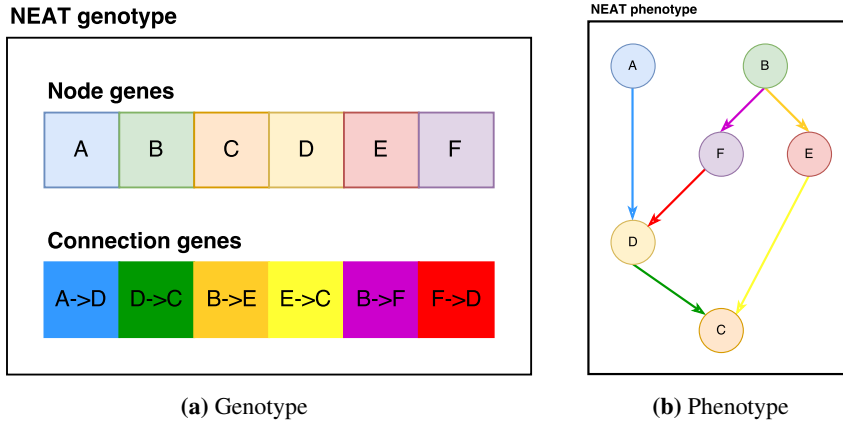 NEAT genotype
Node genes
A B C D E F
Connection genes
A->D D->C B->E E->C B->F F->D
(a) Genotype
NEAT phenotype
A B
F E
D
C
(b) Phenotype